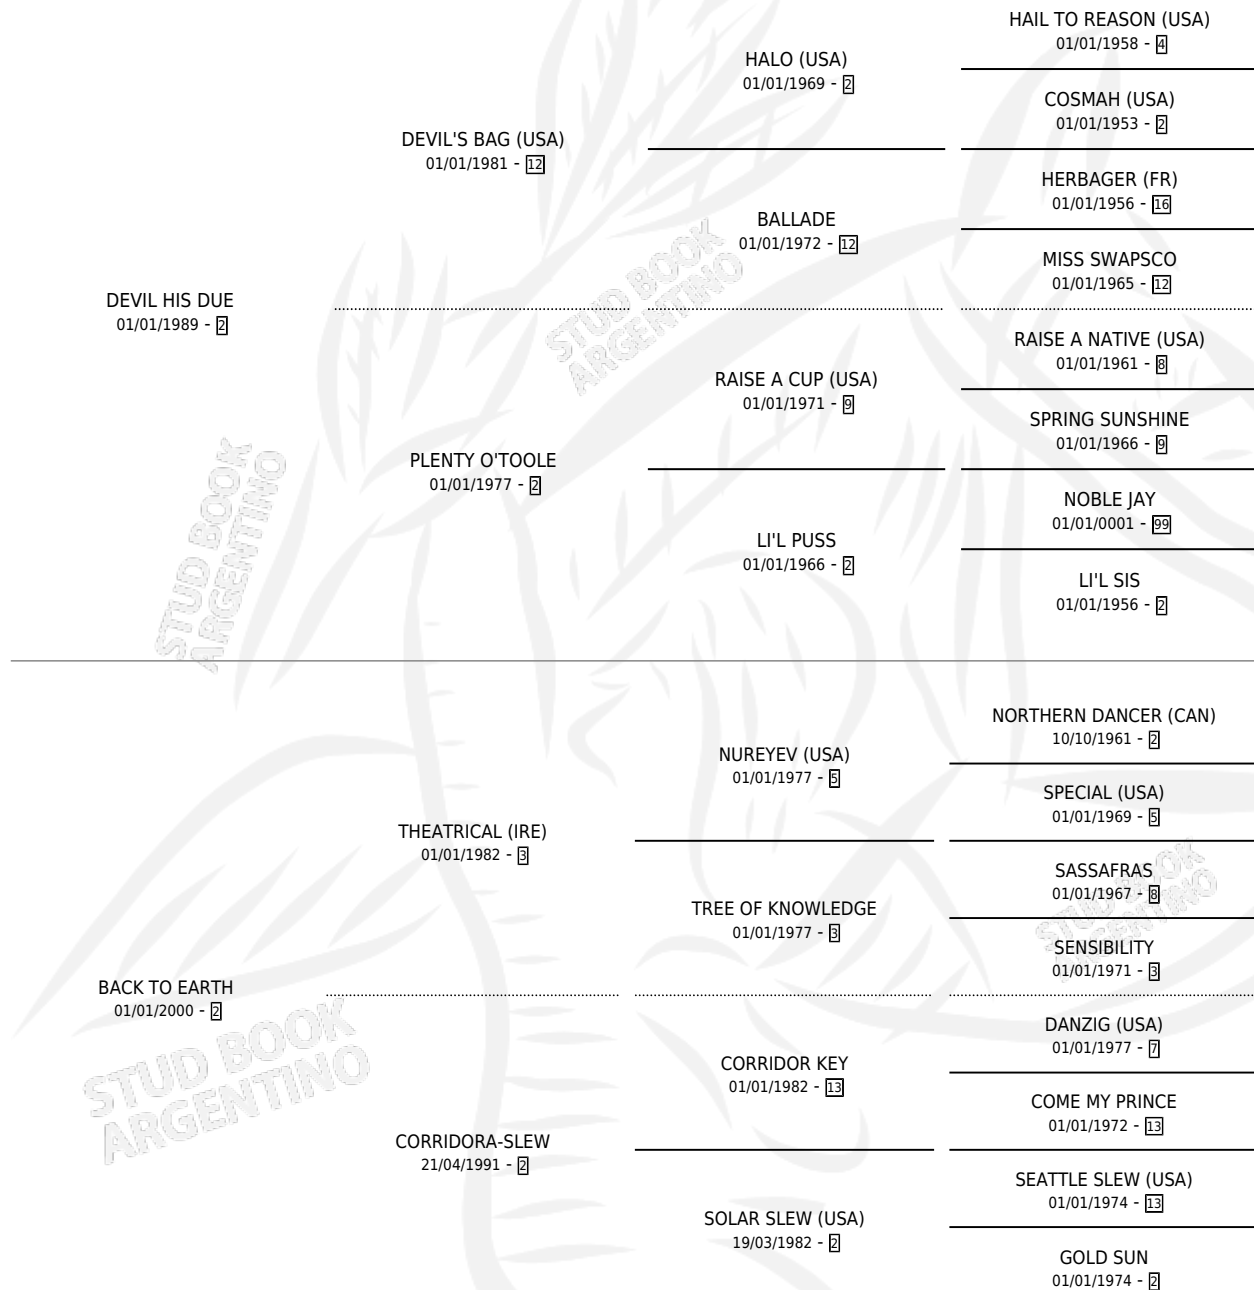 HAIL TO REASON (USA)
01/01/1958 - 4
HALO (USA)
01/01/1969 - 2
COSMAH (USA)
01/01/1953 - 2
DEVIL'S BAG (USA)
01/01/1981 - 12
HERBAGER (FR)
01/01/1956 - 16
BALLADE
01/01/1972 - 12
MISS SWAPSCO
01/01/1965 - 12
DEVIL HIS DUE
01/01/1989 - 2
RAISE A NATIVE (USA)
01/01/1961 - 8
RAISE A CUP (USA)
01/01/1971 - 9
SPRING SUNSHINE
01/01/1966 - 9
PLENTY O'TOOLE
01/01/1977 - 2
NOBLE JAY
01/01/0001 - 99
LI'L PUSS
01/01/1966 - 2
LI'L SIS
01/01/1956 - 2
NORTHERN DANCER (CAN)
10/10/1961 - 2
NUREYEV (USA)
01/01/1977 - 5
SPECIAL (USA)
01/01/1969 - 5
THEATRICAL (IRE)
01/01/1982 - 3
SASSAFRAS
01/01/1967 - 8
TREE OF KNOWLEDGE
01/01/1977 - 3
SENSIBILITY
01/01/1971 - 3
BACK TO EARTH
01/01/2000 - 2
DANZIG (USA)
01/01/1977 - 7
CORRIDOR KEY
01/01/1982 - 13
COME MY PRINCE
01/01/1972 - 13
CORRIDORA-SLEW
21/04/1991 - 2
SEATTLE SLEW (USA)
01/01/1974 - 13
SOLAR SLEW (USA)
19/03/1982 - 2
GOLD SUN
01/01/1974 - 2
STUD BOOK
ARGENTINO
STUD BOOK
ARGENTINO
STUD BOOK
ARGENTINO
STUD BOOK
ARGENTINO